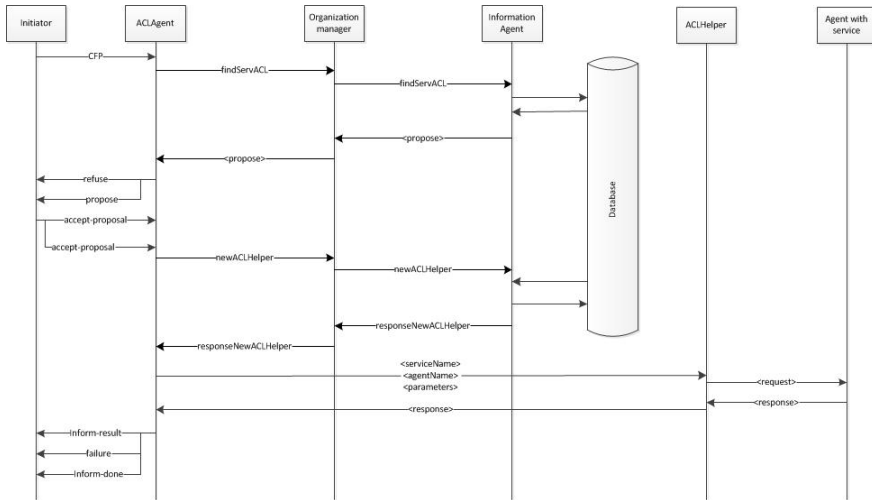 Initiator
ACLAgent
Organization
manager
Information
Agent
ACLHelper
Agent with
service
CFP
findServACL
findServACL
<propose>
<propose>
refuse
propose
accept-proposal
accept-proposal
Database
newACLHelper
newACLHelper
responseNewACLHelper
responseNewACLHelper
<serviceName>
<agentName>
<parameters>
<request>
<response>
<response>
Inform-result
failure
Inform-done